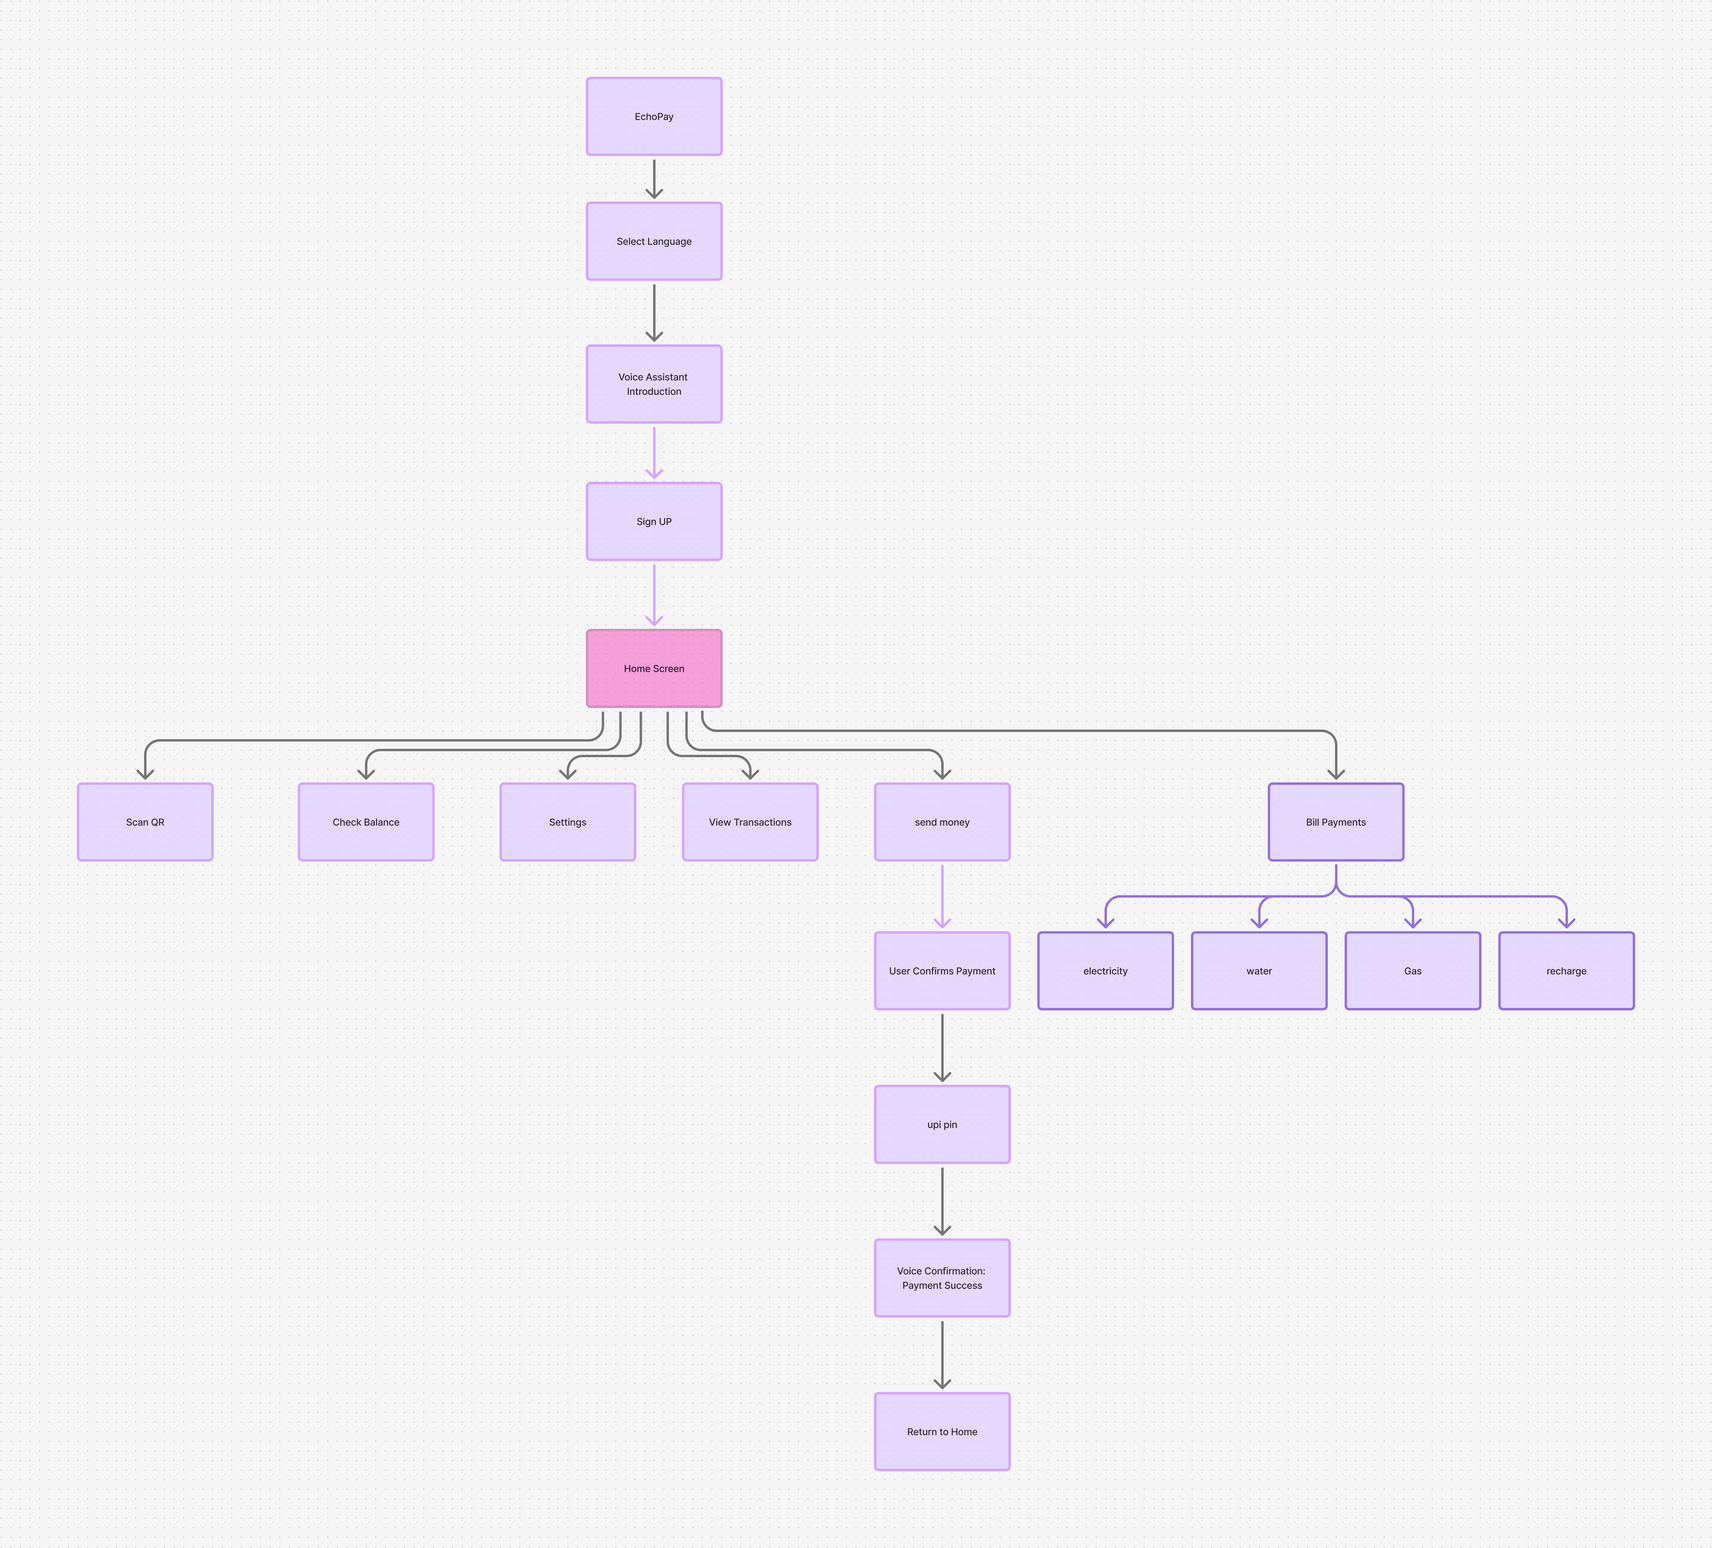 EchoPay
Select Language
Voice Assistant
Introduction
Sign UP
Home Screen
Scan QR
Check Balance
Settings
View Transactions
send money
Bill Payments
User Confirms Payment
electricity
water
Gas
recharge
upi pin
Voice Confirmation:
Payment Success
Return to Home